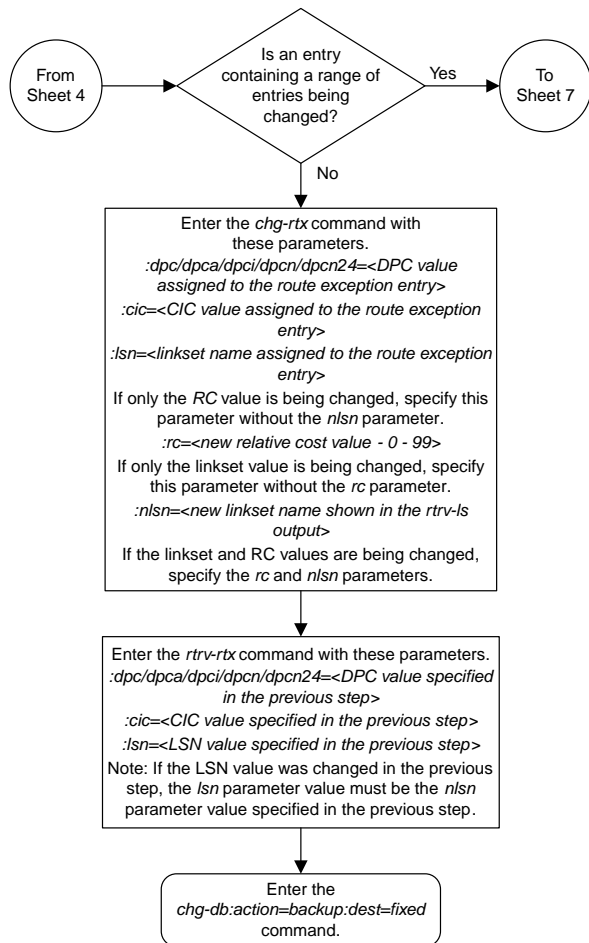 From
Sheet 4
Is an entry
containing a range of
entries being
changed?
Yes
To
Sheet 7
No
Enter the chg-rtx command with
these parameters.
:dpc/dpca/dpci/dpcn/dpcn24=<DPC value
assigned to the route exception entry>
:cic=<CIC value assigned to the route exception
entry>
:lsn=<linkset name assigned to the route exception
entry>
If only the RC value is being changed, specify this
parameter without the nlsn parameter.
:rc=<new relative cost value - 0 - 99>
If only the linkset value is being changed, specify
this parameter without the rc parameter.
:nlsn=<new linkset name shown in the rtrv-ls
output>
If the linkset and RC values are being changed,
specify the rc and nlsn parameters.
Enter the rtrv-rtx command with these parameters.
:dpc/dpca/dpci/dpcn/dpcn24=<DPC value specified
in the previous step>
:cic=<CIC value specified in the previous step>
:lsn=<LSN value specified in the previous step>
Note: If the LSN value was changed in the previous
step, the lsn parameter value must be the nlsn
parameter value specified in the previous step.
Enter the
chg-db:action=backup:dest=fixed
command.